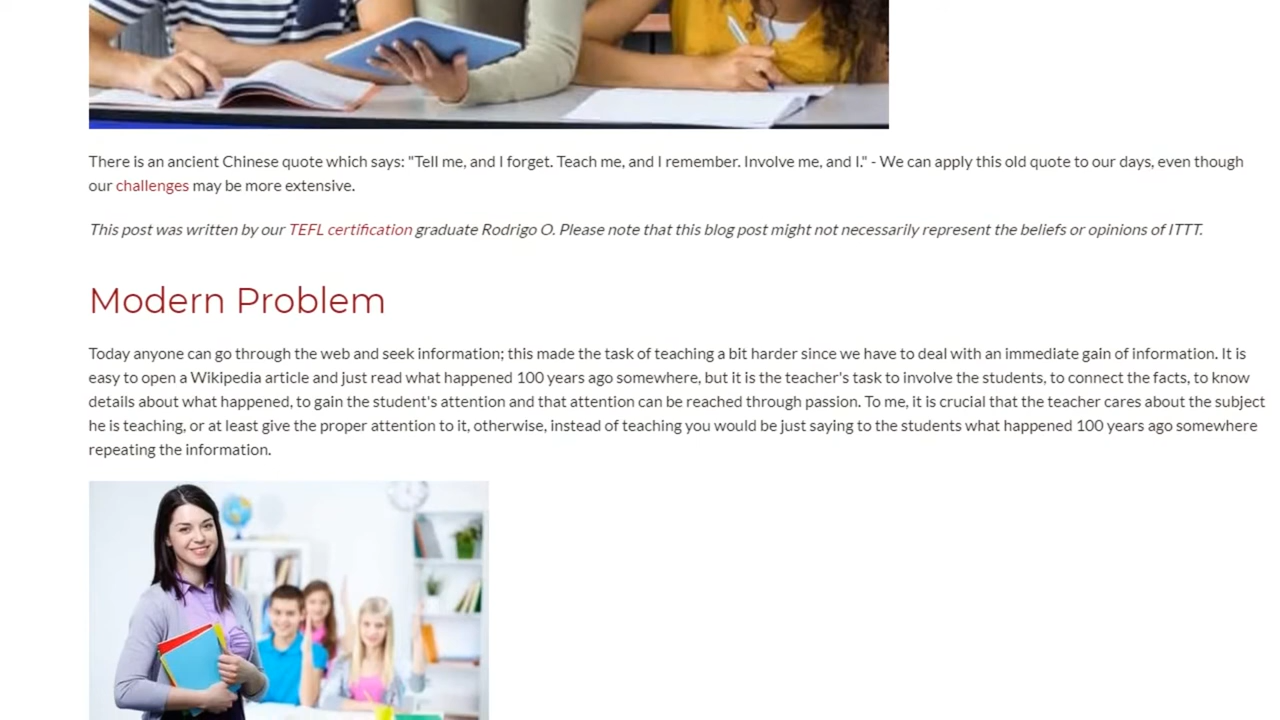 There is an ancient Chinese quote which says: "Tell me, and I forget. Teach me, and I remember. Involve me, and I." - We can apply this old quote to our days, even though
our challenges may be more extensive.
This post was written by our TEFL certification graduate Rodrigo O. Please note that this blog post might not necessarily represent the beliefs or opinions of ITTT.
Modern Problem
Today anyone can go through the web and seek information; this made the task of teaching a bit harder since we have to deal with an immediate gain of information. It is
easy to open a Wikipedia article and just read what happened 100 years ago somewhere, but it is the teacher's task to involve the students, to connect the facts, to know
details about what happened, to gain the student's attention and that attention can be reached through passion. To me, it is crucial that the teacher cares about the subject
he is teaching, or at least give the proper attention to it, otherwise, instead of teaching you would be just saying to the students what happened 100 years ago somewhere
repeating the information.